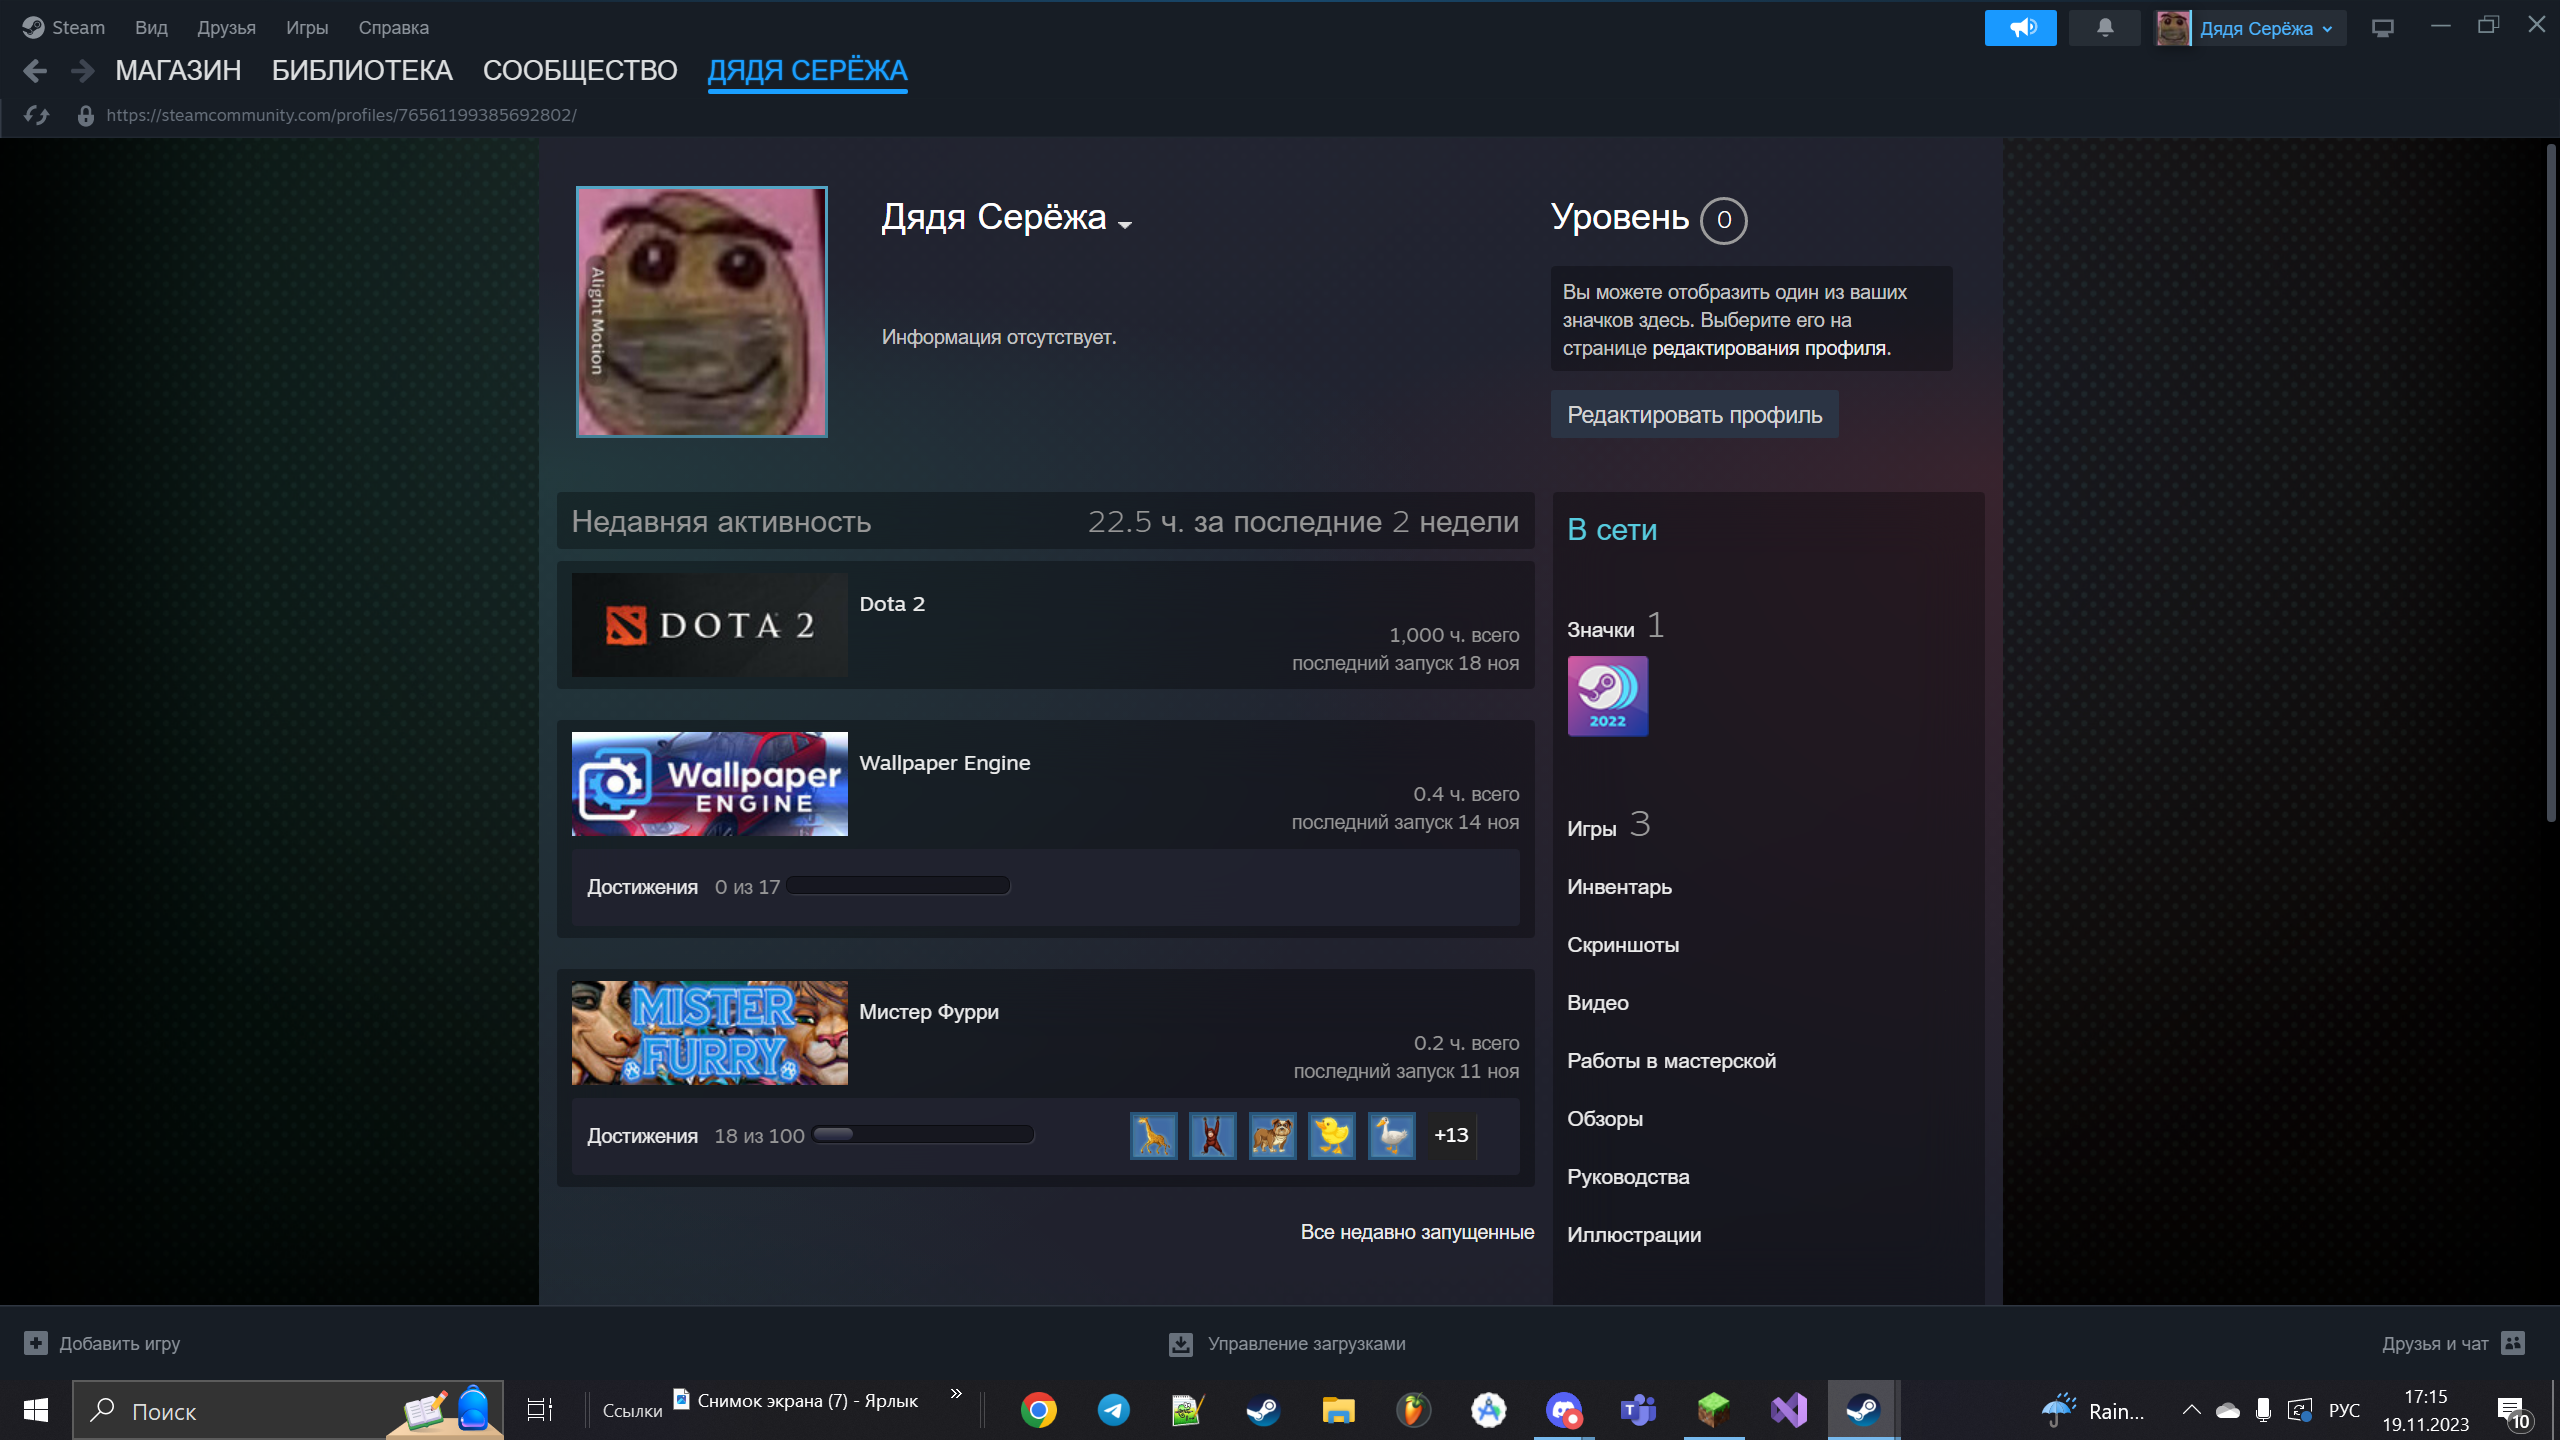 Steam Вид Друзья Игры Справка
Дядя Серёжа
МАГАЗИН БИБЛИОТЕКА СООБЩЕСТВО ДЯДЯ СЕРЁЖА
https://steamcommunity.com/profiles/76561199385692802/
Alight Motion
Дядя Серёжа
Информация отсутствует.
Уровень 0
Вы можете отобразить один из ваших
значков здесь. Выберите его на
странице редактирования профиля.
Редактировать профиль
Недавняя активность 22.5 ч. за последние 2 недели
DOTA 2
Dota 2
1,000 ч. всего
последний запуск 18 ноя
Wallpaper
ENGINE
Wallpaper Engine
0.4 ч. всего
последний запуск 14 ноя
Достижения 0 из 17
MISTER
FURRY
Мистер Фурри
0.2 ч. всего
последний запуск 11 ноя
Достижения 18 из 100 +13
Все недавно запущенные
В сети
Значки 1
2022
Игры 3
Инвентарь
Скриншоты
Видео
Работы в мастерской
Обзоры
Руководства
Иллюстрации
Добавить игру Управление загрузками Друзья и чат
Поиск Ссылки Снимок экрана (7) - Ярлык Rain... РУС 17:15
19.11.2023 10